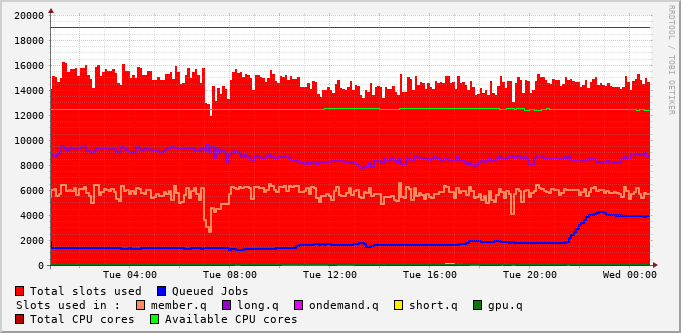 20000
18000
16000
14000
12000
10000
8000
6000
4000
2000
0
Tue 04:00 Tue 08:00 Tue 12:00 Tue 16:00 Tue 20:00 Wed 00:00
Total slots used Queued Jobs
Slots used in : member.q long.q ondemand.q short.q gpu.q
Total CPU cores Available CPU cores
RRDTOOL / TOBI OETIKER